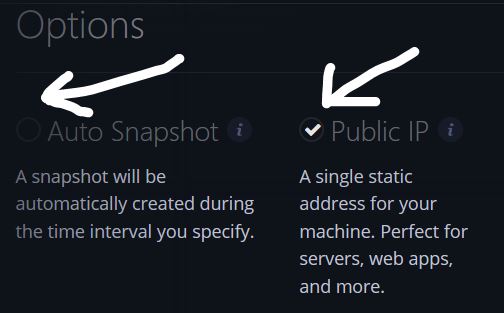 Options
Auto Snapshot i
Public IP i
A snapshot will be
automatically created during
the time interval you specify.
A single static
address for your
machine. Perfect for
servers, web apps,
and more.